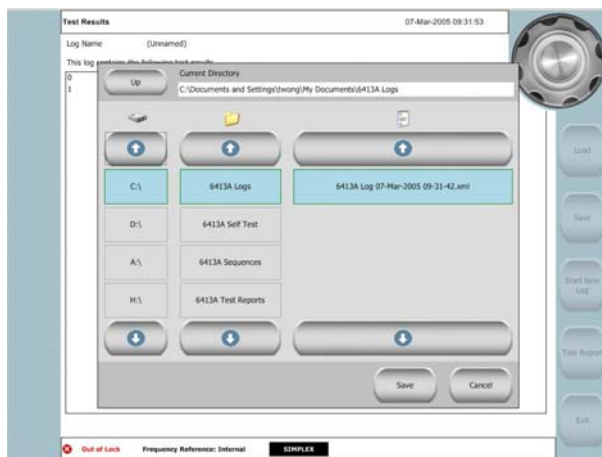 Test Results 07-Mar-2005 09:31:53
Log Name (Unnamed)
This log contains the following test results
0
1
Up
Current Directory
C:\Documents and Settings\twong\My Documents\6413A Logs
C:\ 6413A Logs 6413A Log 07-Mar-2005 09-31-42.xml
D:\ 6413A Self Test
A:\ 6413A Sequences
H:\ 6413A Test Reports
Save Cancel
Load
Save
Start New
Log
Test Report
Exit
Out of Lock Frequency Reference: Internal SIMPLEX